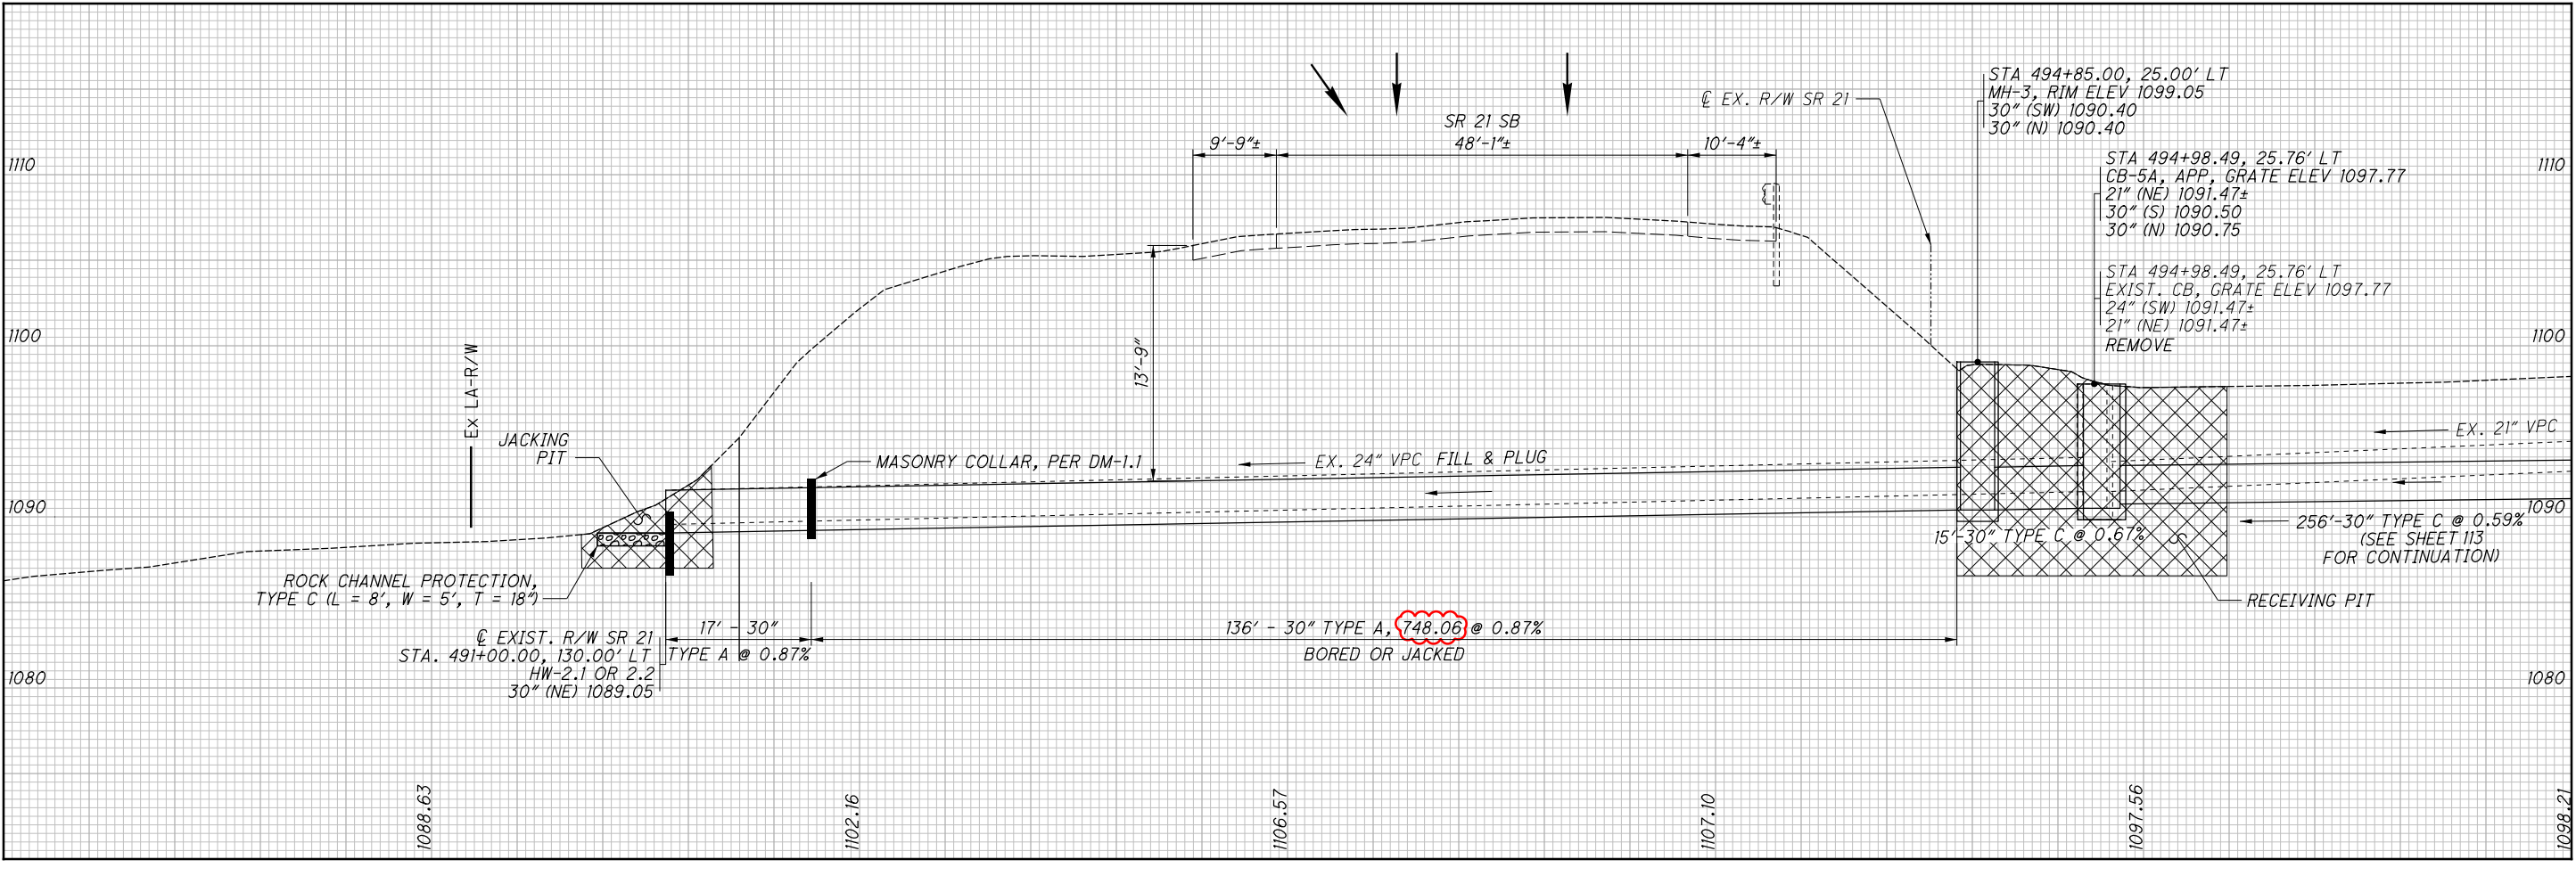 STA 494+85.00, 25.00' LT
MH-3, RIM ELEV 1099.05
30" (SW) 1090.40
30" (N) 1090.40
℄ EX. R/W SR 21
SR 21 SB
9'-9"±
48'-1"±
10'-4"±
STA 494+98.49, 25.76' LT
CB-5A, APP, GRATE ELEV 1097.77
21" (NE) 1091.47±
30" (S) 1090.50
30" (N) 1090.75
1110
1110
STA 494+98.49, 25.76' LT
EXIST. CB, GRATE ELEV 1097.77
24" (SW) 1091.47±
21" (NE) 1091.47±
REMOVE
1100
1100
13'-9"
Ex LA-R/W
JACKING
PIT
MASONRY COLLAR, PER DM-1.1
EX. 24" VPC FILL & PLUG
EX. 21" VPC
1090
1090
15'-30" TYPE C @ 0.67%
256'-30" TYPE C @ 0.59%
(SEE SHEET 113
FOR CONTINUATION)
ROCK CHANNEL PROTECTION,
TYPE C (L = 8', W = 5', T = 18")
RECEIVING PIT
℄ EXIST. R/W SR 21
STA. 491+00.00, 130.00' LT
HW-2.1 OR 2.2
30" (NE) 1089.05
17' - 30"
TYPE A @ 0.87%
136' - 30" TYPE A, 748.06 @ 0.87%
BORED OR JACKED
1080
1080
1088.63
1102.16
1106.57
1107.10
1097.56
1098.21